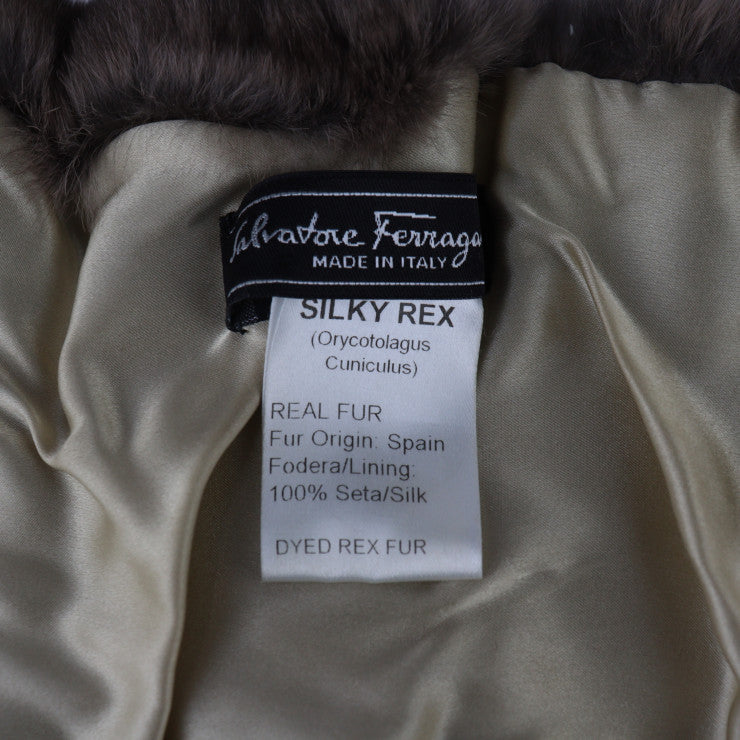 Salvatore Ferraga
MADE IN ITALY
SILKY REX
(Orycotolagus
Cuniculus)
REAL FUR
Fur Origin: Spain
Fodera/Lining:
100% Seta/Silk
DYED REX FUR